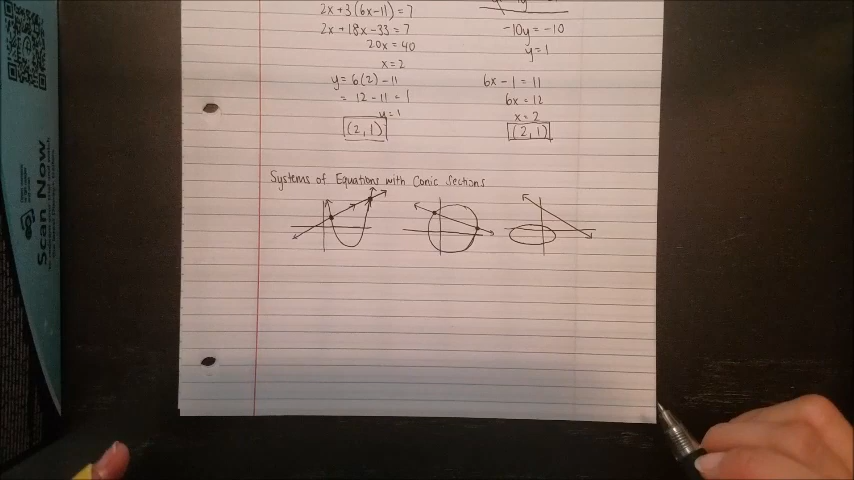 2x+3(6x-11)=7
2x+18x-33=7
20x=40
x=2
y=6(2)-11
= 12-11=1
y=1
(2,1)
-10y=-10
y=1
6x-1=11
6x=12
x=2
(2,1)
Systems of Equations with Conic Sections
Scan Now